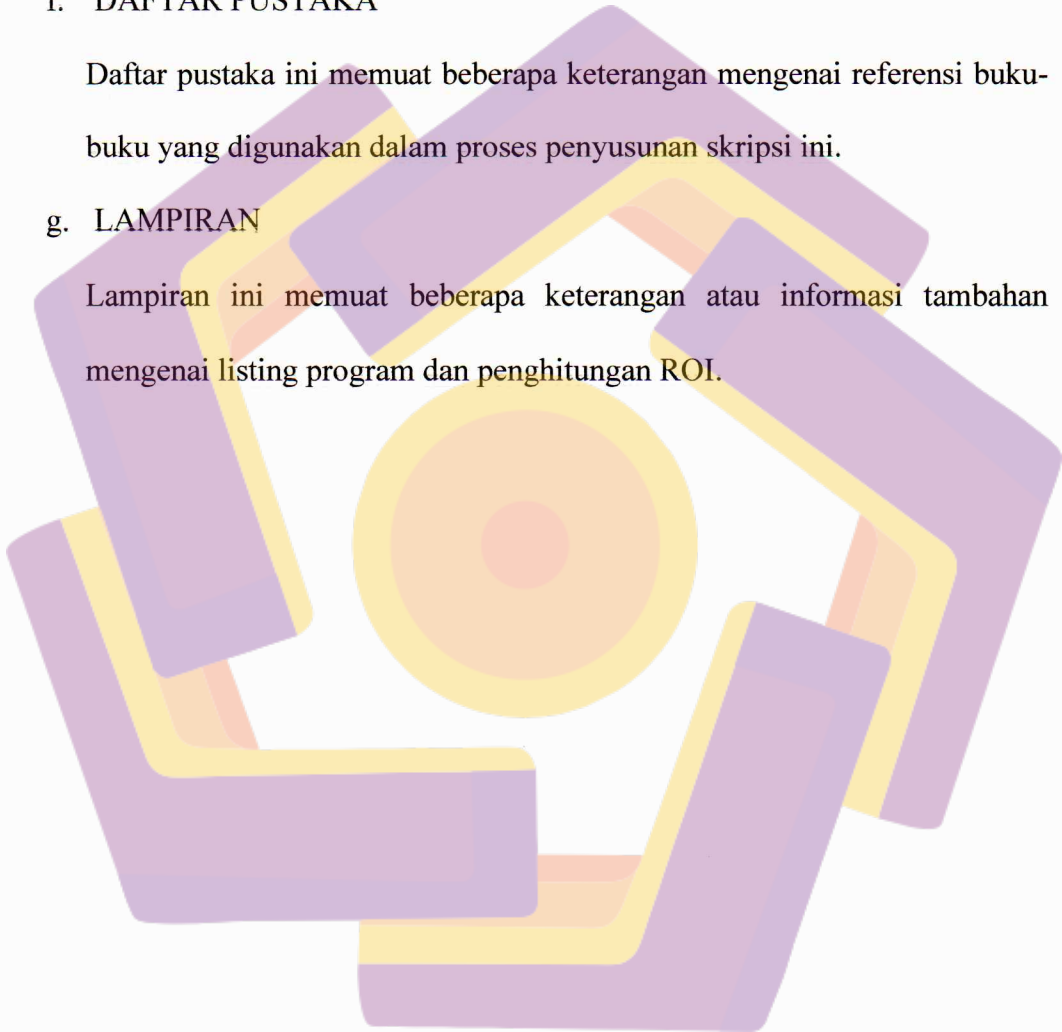 f. DAFTAR PUSTAKA
Daftar pustaka ini memuat beberapa keterangan mengenai referensi buku-
buku yang digunakan dalam proses penyusunan skripsi ini.
g. LAMPIRAN
Lampiran ini memuat beberapa keterangan atau informasi tambahan
mengenai listing program dan penghitungan ROI.